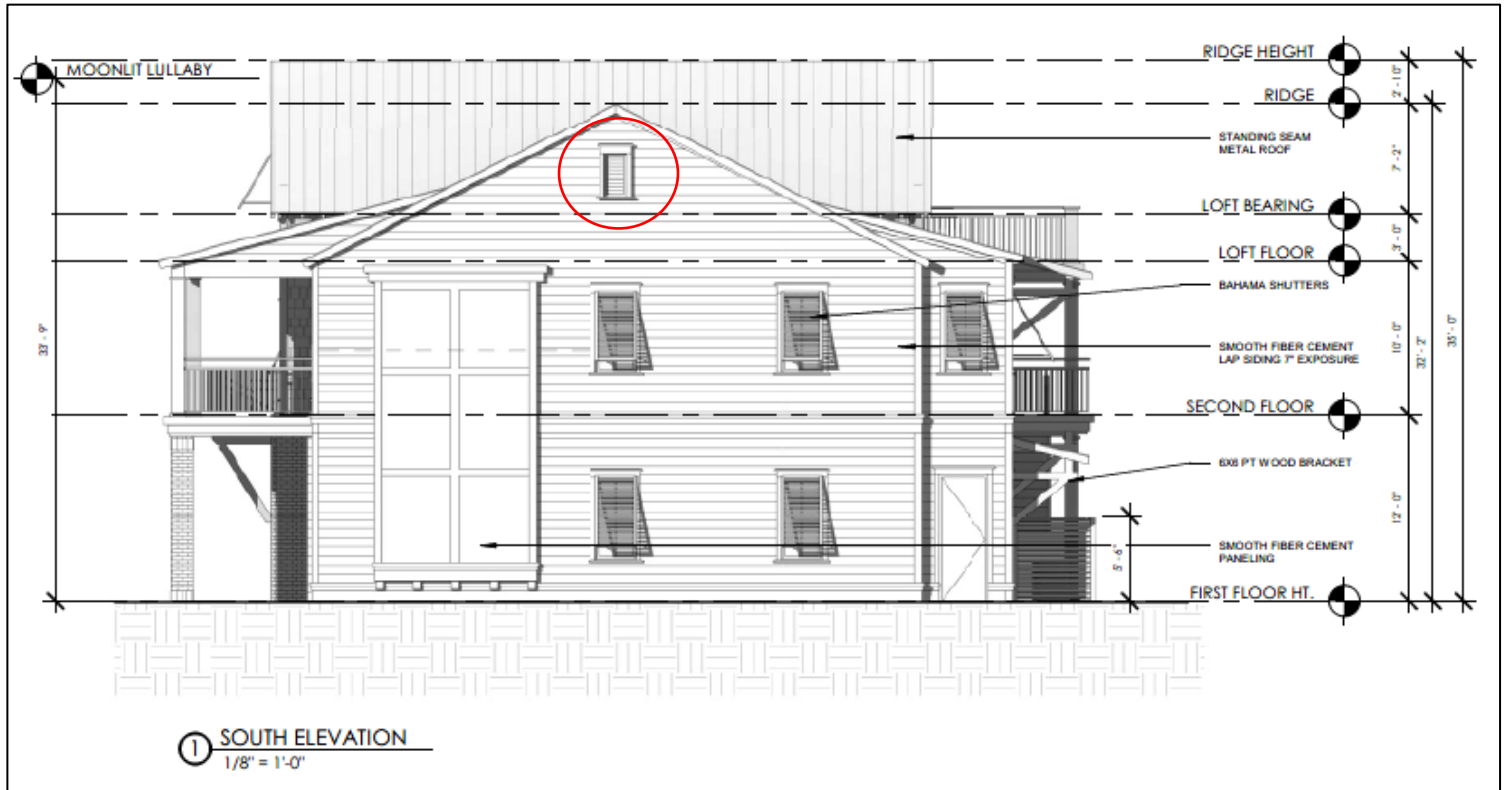 MOONLIT LULLABY
RIDGE HEIGHT
2' - 10"
RIDGE
STANDING SEAM
METAL ROOF
7' - 2"
LOFT BEARING
3' - 0"
LOFT FLOOR
BAHAMA SHUTTERS
33' - 9"
SMOOTH FIBER CEMENT
LAP SIDING 7" EXPOSURE
10' - 0"
32' - 2"
35' - 0"
SECOND FLOOR
6X6 PT WOOD BRACKET
12' - 0"
SMOOTH FIBER CEMENT
PANELING
5' - 6"
FIRST FLOOR HT.
1 SOUTH ELEVATION
1/8" = 1'-0"